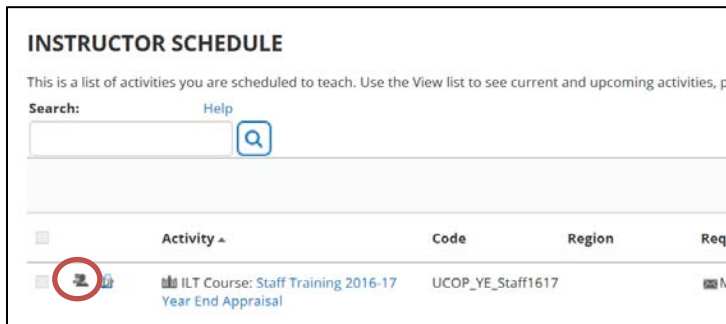 INSTRUCTOR SCHEDULE
This is a list of activities you are scheduled to teach. Use the View list to see current and upcoming activities, p
Search: Help
Activity Code Region Req
ILT Course: Staff Training 2016-17 UCOP_YE_Staff1617 M
Year End Appraisal